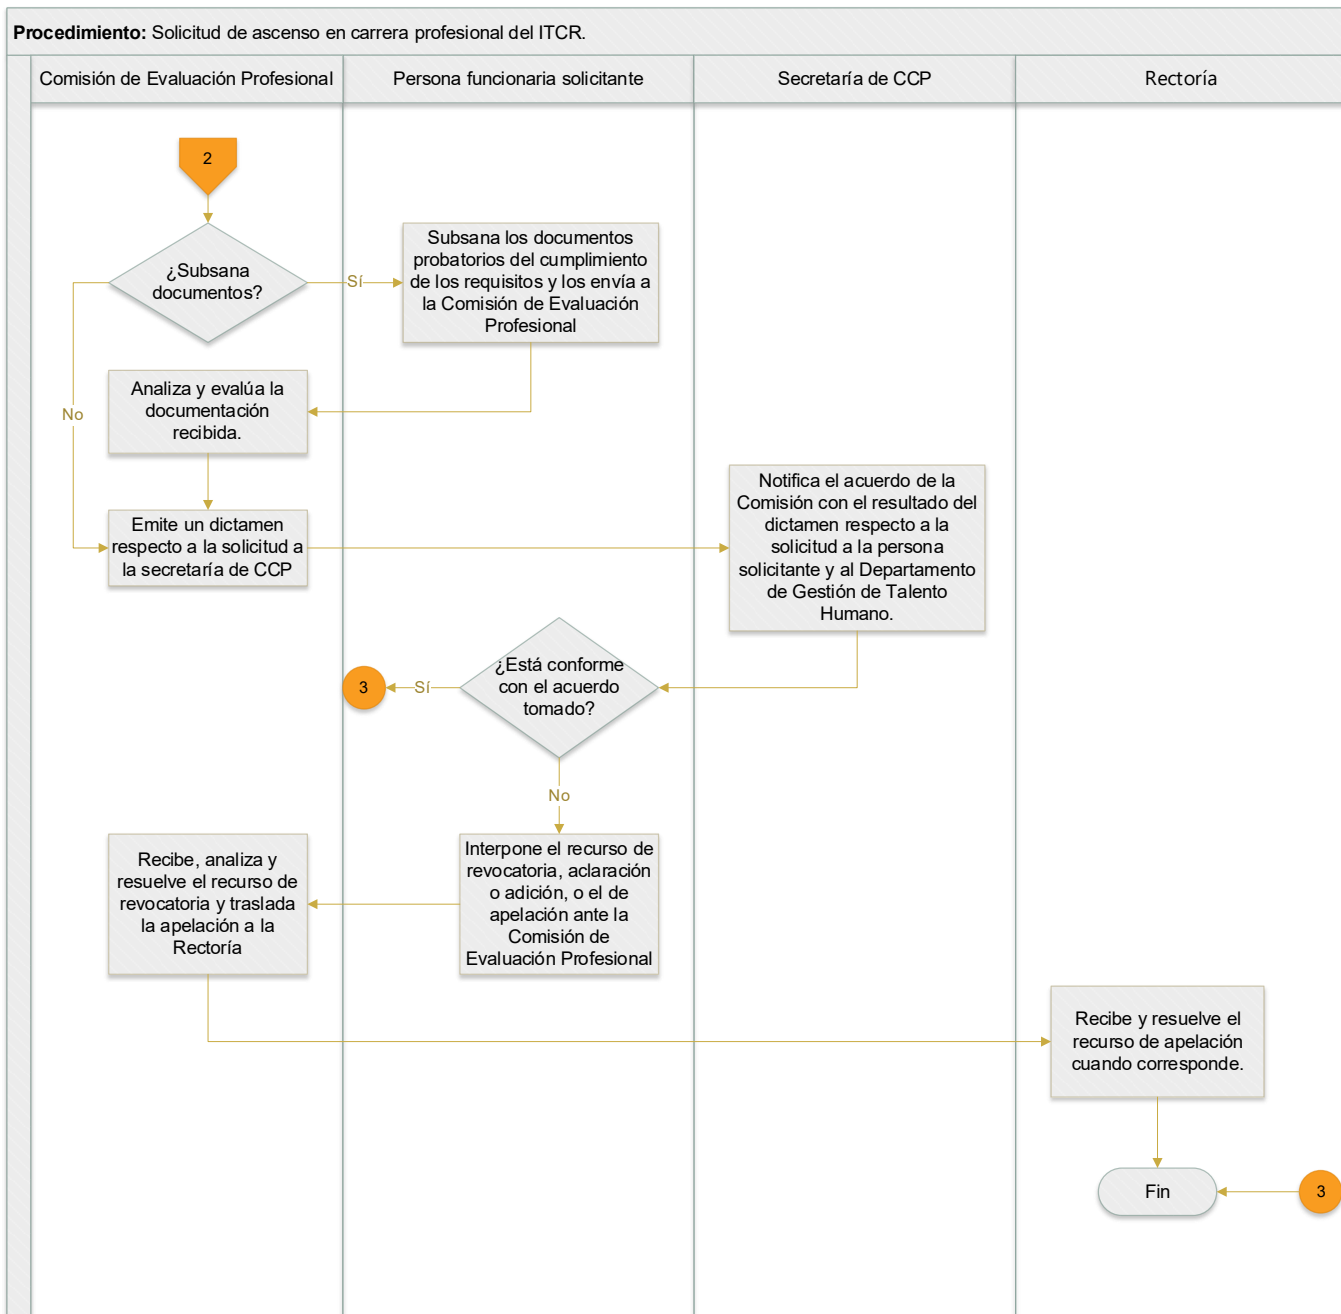 Procedimiento: Solicitud de ascenso en carrera profesional del ITCR.
Comisión de Evaluación Profesional
Persona funcionaria solicitante
Secretaría de CCP
Rectoría
2
¿Subsana
documentos?
Sí
Subsana los documentos
probatorios del cumplimiento
de los requisitos y los envía a
la Comisión de Evaluación
Profesional
No
Analiza y evalúa la
documentación
recibida.
Emite un dictamen
respecto a la solicitud a
la secretaría de CCP
Notifica el acuerdo de la
Comisión con el resultado del
dictamen respecto a la
solicitud a la persona
solicitante y al Departamento
de Gestión de Talento
Humano.
¿Está conforme
con el acuerdo
tomado?
Sí
3
No
Interpone el recurso de
revocatoria, aclaración
o adición, o el de
apelación ante la
Comisión de
Evaluación Profesional
Recibe, analiza y
resuelve el recurso de
revocatoria y traslada
la apelación a la
Rectoría
Recibe y resuelve el
recurso de apelación
cuando corresponde.
Fin
3